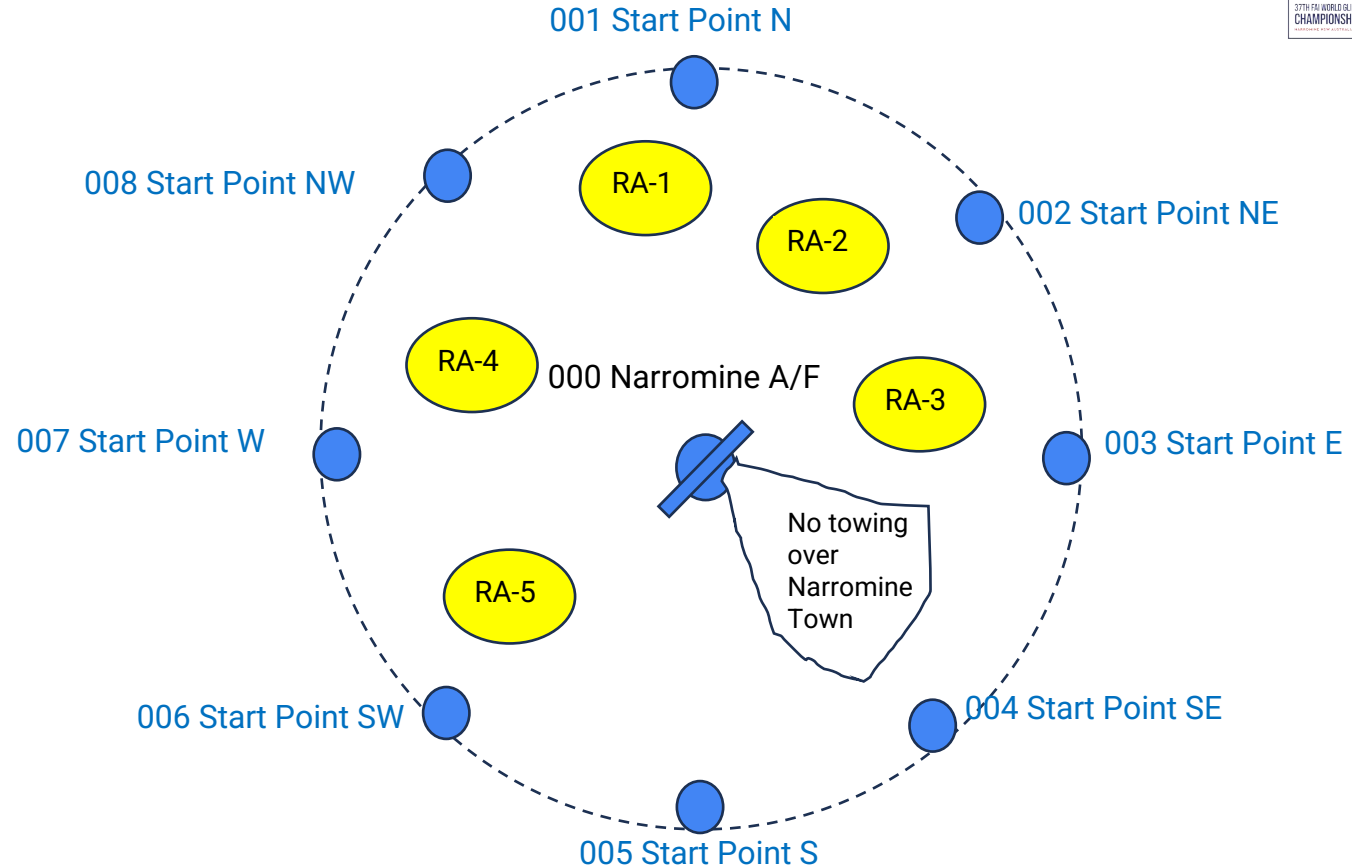 37TH FAI WORLD GLI
CHAMPIONSH
001 Start Point N
008 Start Point NW
RA-1
002 Start Point NE
RA-2
RA-4
000 Narromine A/F
RA-3
007 Start Point W
003 Start Point E
No towing
over
Narromine
Town
RA-5
006 Start Point SW
004 Start Point SE
005 Start Point S